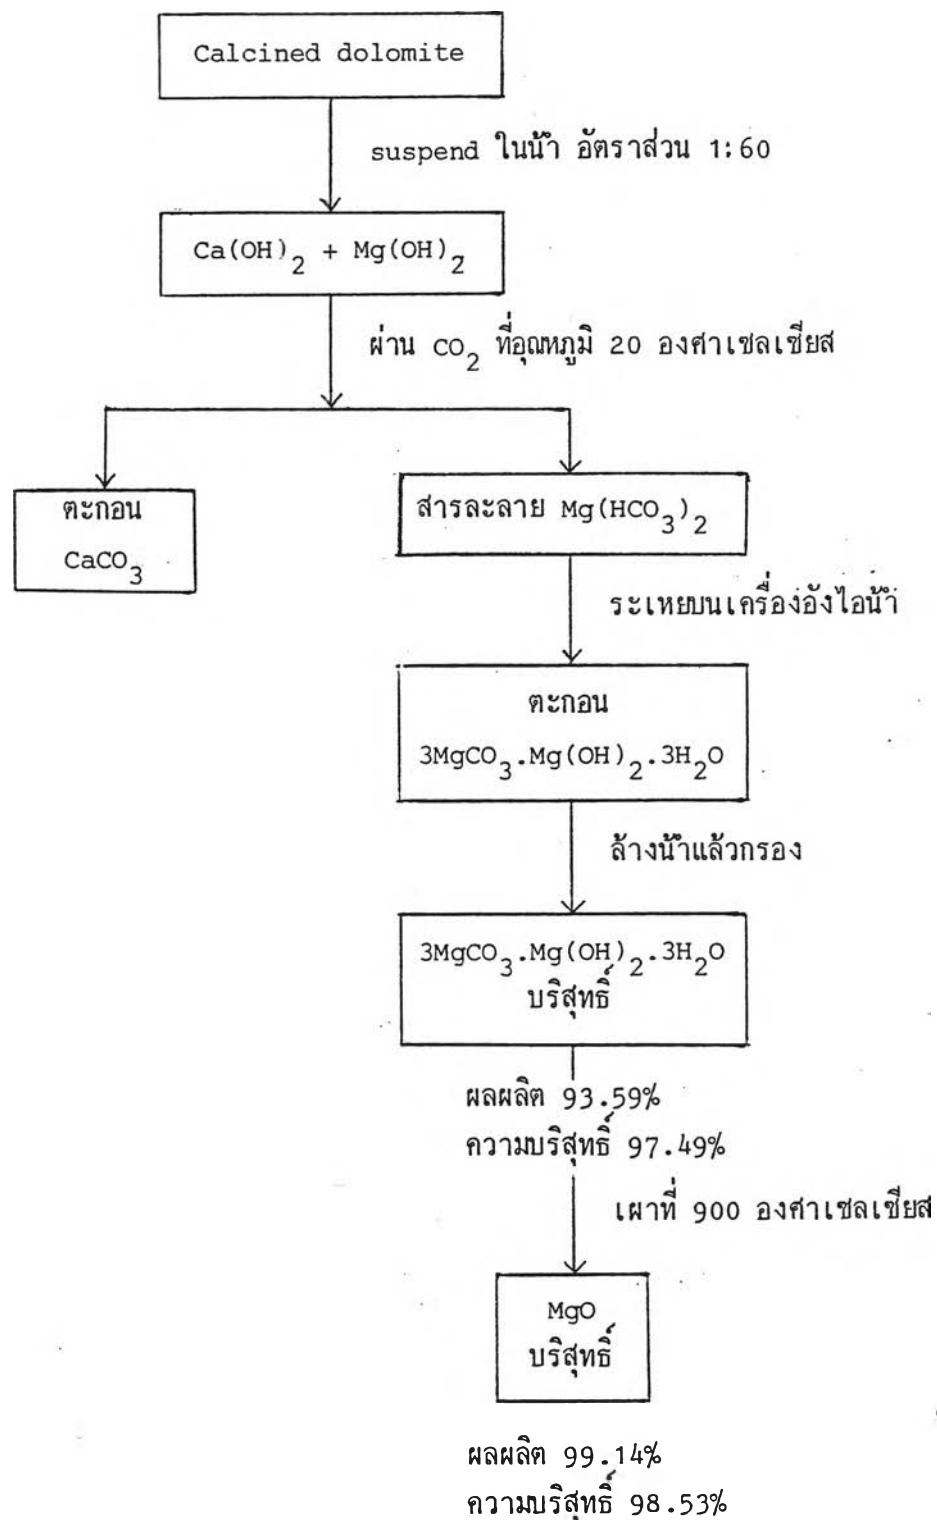 Calcined dolomite
suspend ในน้ำ อัตราส่วน 1:60
Ca(OH)₂ + Mg(OH)₂
ผ่าน CO₂ ที่อุณหภูมิ 20 องศาเซลเซียส
ตะกอน
CaCO₃
สารละลาย Mg(HCO₃)₂
ระเหยบนเครื่องอังไอน้ำ
ตะกอน
3MgCO₃.Mg(OH)₂.3H₂O
ล้างน้ำแล้วกรอง
3MgCO₃.Mg(OH)₂.3H₂O
บริสุทธิ์
ผลผลิต 93.59%
ความบริสุทธิ์ 97.49%
เผาที่ 900 องศาเซลเซียส
MgO
บริสุทธิ์
ผลผลิต 99.14%
ความบริสุทธิ์ 98.53%